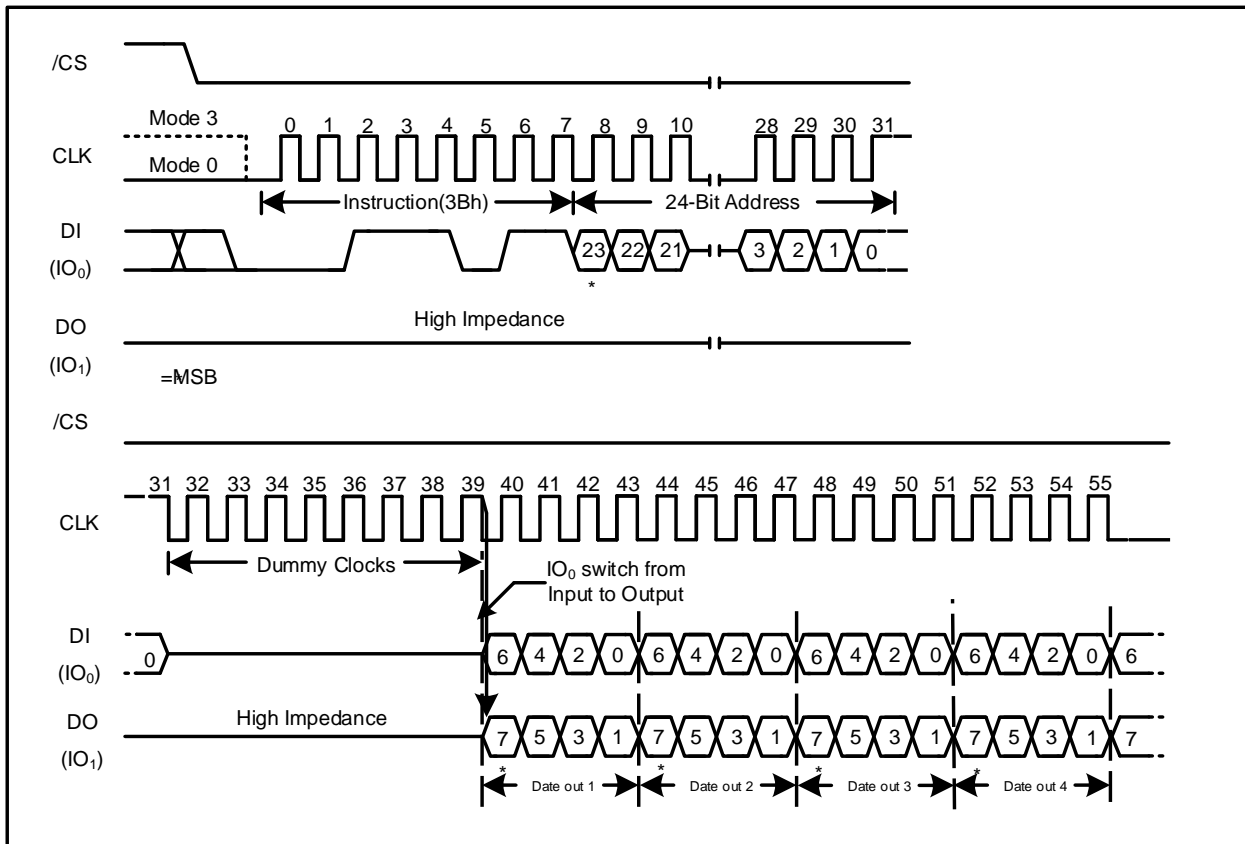 /CS
Mode 3
0 1 2 3 4 5 6 7 8 9 10 28 29 30 31
CLK
Mode 0
Instruction(3Bh) 24-Bit Address
DI
(IO₀)
23 22 21 3 2 1 0
*
DO
(IO₁)
High Impedance
=MSB
/CS
31 32 33 34 35 36 37 38 39 40 41 42 43 44 45 46 47 48 49 50 51 52 53 54 55
CLK
Dummy Clocks
IO₀ switch from
Input to Output
DI
(IO₀)
0 6 4 2 0 6 4 2 0 6 4 2 0 6 4 2 0 6
DO
(IO₁)
High Impedance
7 5 3 1 7 5 3 1 7 5 3 1 7 5 3 1 7
* * * *
Date out 1 Date out 2 Date out 3 Date out 4